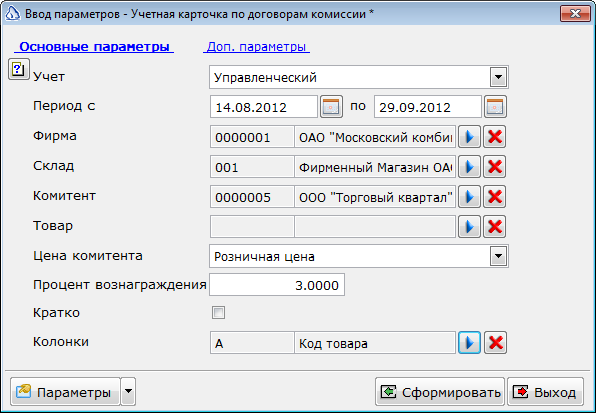 Ввод параметров - Учетная карточка по договорам комиссии *
Основные параметры Доп. параметры
?
Учет Управленческий
Период с 14.08.2012 по 29.09.2012
Фирма 0000001 ОАО "Московский комби
Склад 001 Фирменный Магазин ОАО
Комитент 0000005 ООО "Торговый квартал"
Товар
Цена комитента Розничная цена
Процент вознаграждения 3.0000
Кратко
Колонки A Код товара
Параметры Сформировать Выход